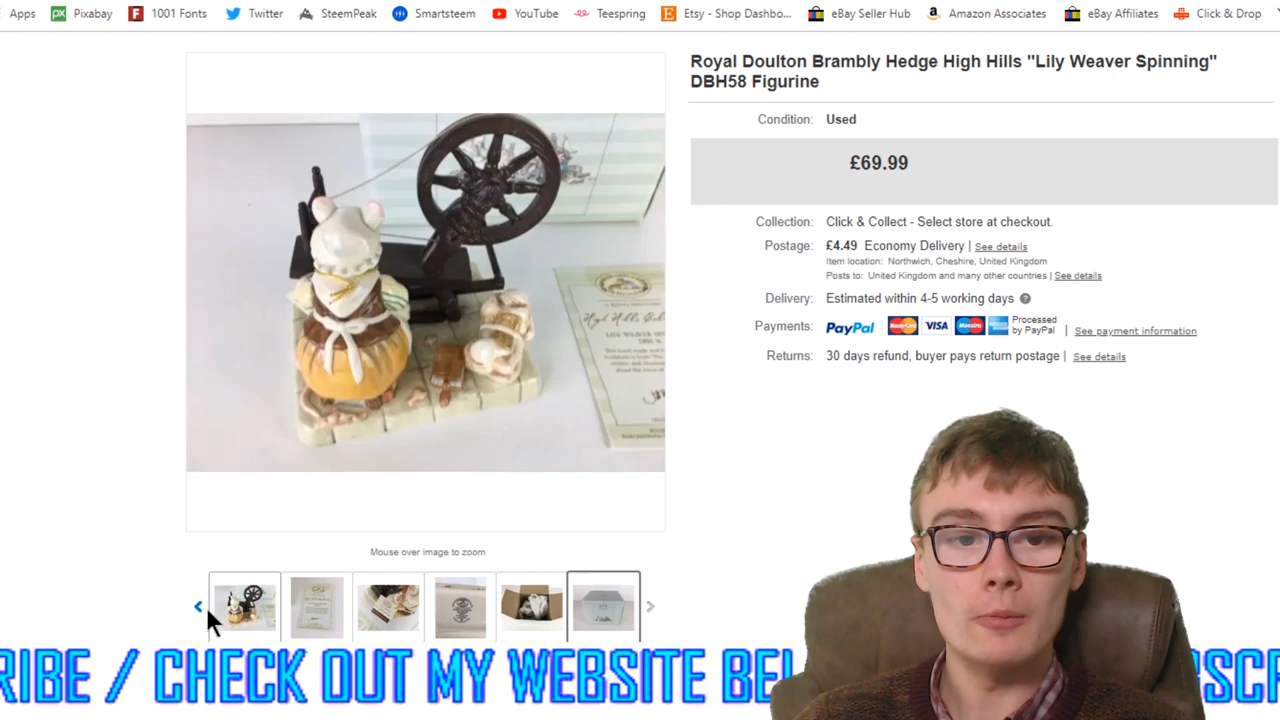 Apps
Pixabay
1001 Fonts
Twitter
SteemPeak
Smartsteem
YouTube
Teespring
Etsy - Shop Dashbo...
eBay Seller Hub
Amazon Associates
eBay Affiliates
Click & Drop
Royal Doulton Brambly Hedge High Hills "Lily Weaver Spinning"
DBH58 Figurine
Condition: Used
£69.99
Collection: Click & Collect - Select store at checkout.
Postage: £4.49 Economy Delivery | See details
Item location: Northwich, Cheshire, United Kingdom
Posts to: United Kingdom and many other countries | See details
Delivery: Estimated within 4-5 working days
Payments: PayPal MasterCard VISA Maestro Processed by PayPal | See payment information
Returns: 30 days refund, buyer pays return postage | See details
Mouse over image to zoom
RIBE / CHECK OUT MY WEBSITE BEL
SCR